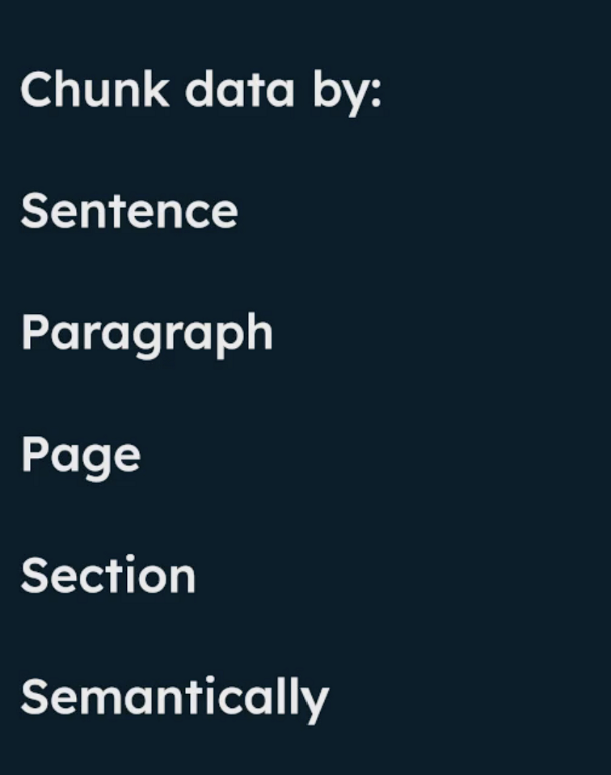 Chunk data by:
Sentence
Paragraph
Page
Section
Semantically